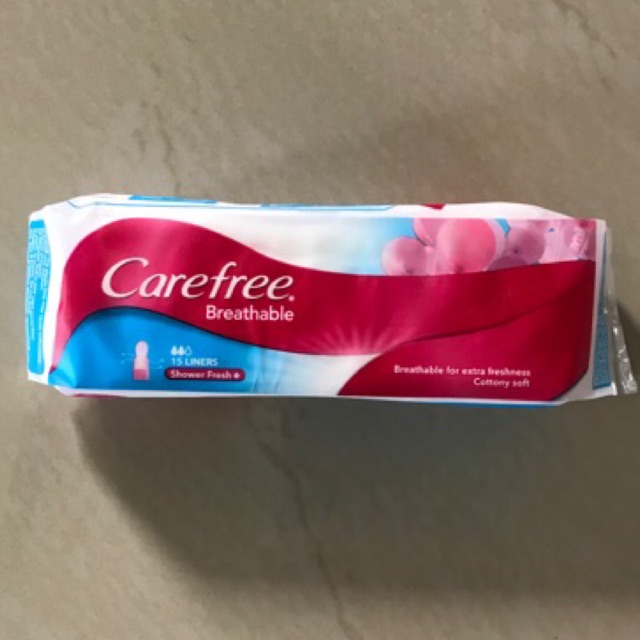 Carefree®
Breathable
15 LINERS
Shower Fresh
Breathable for extra freshness
Cottony soft